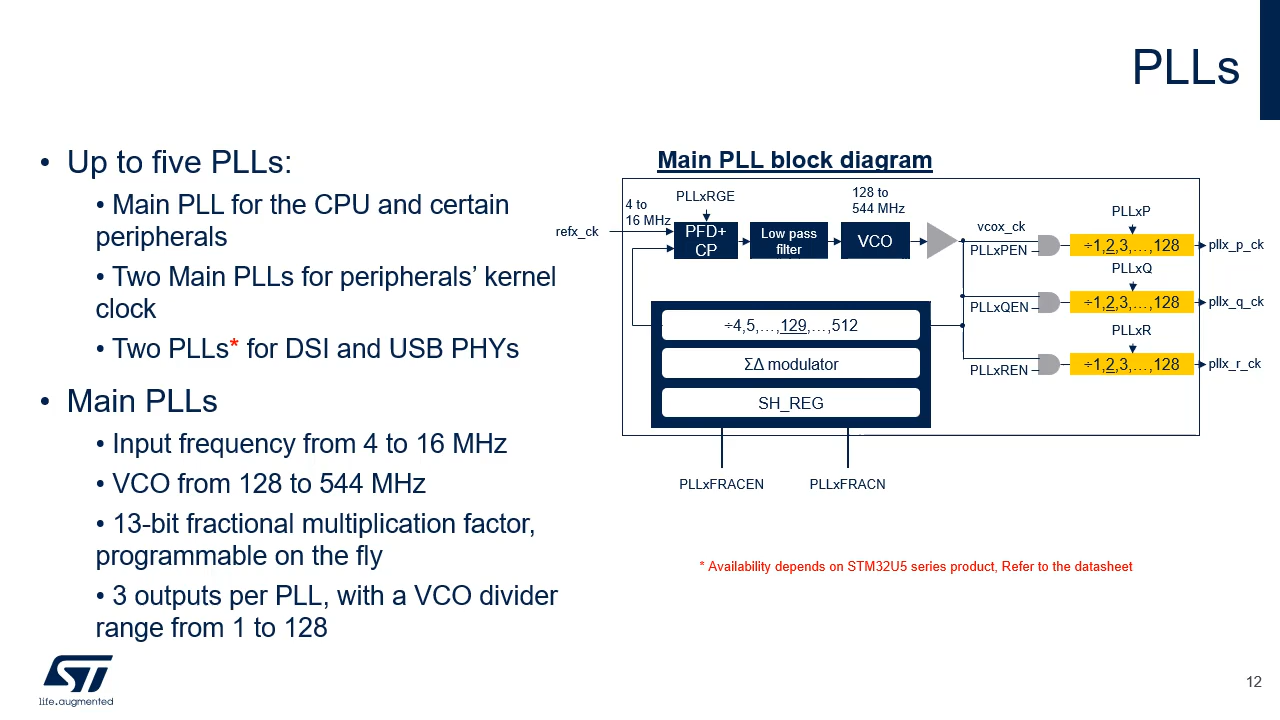 PLLs
• Up to five PLLs:
• Main PLL for the CPU and certain
peripherals
• Two Main PLLs for peripherals’ kernel
clock
• Two PLLs* for DSI and USB PHYs
• Main PLLs
• Input frequency from 4 to 16 MHz
• VCO from 128 to 544 MHz
• 13-bit fractional multiplication factor,
programmable on the fly
• 3 outputs per PLL, with a VCO divider
range from 1 to 128
Main PLL block diagram
refx_ck
4 to
16 MHz
PLLxRGE
PFD+
CP
Low pass
filter
128 to
544 MHz
VCO
vcox_ck
PLLxPEN
PLLxP
÷1,2,3,…,128
pllx_p_ck
PLLxQEN
PLLxQ
÷1,2,3,…,128
pllx_q_ck
PLLxREN
PLLxR
÷1,2,3,…,128
pllx_r_ck
÷4,5,…,129,…,512
ΣΔ modulator
SH_REG
PLLxFRACEN
PLLxFRACN
* Availability depends on STM32U5 series product, Refer to the datasheet
ST
life.augmented
12